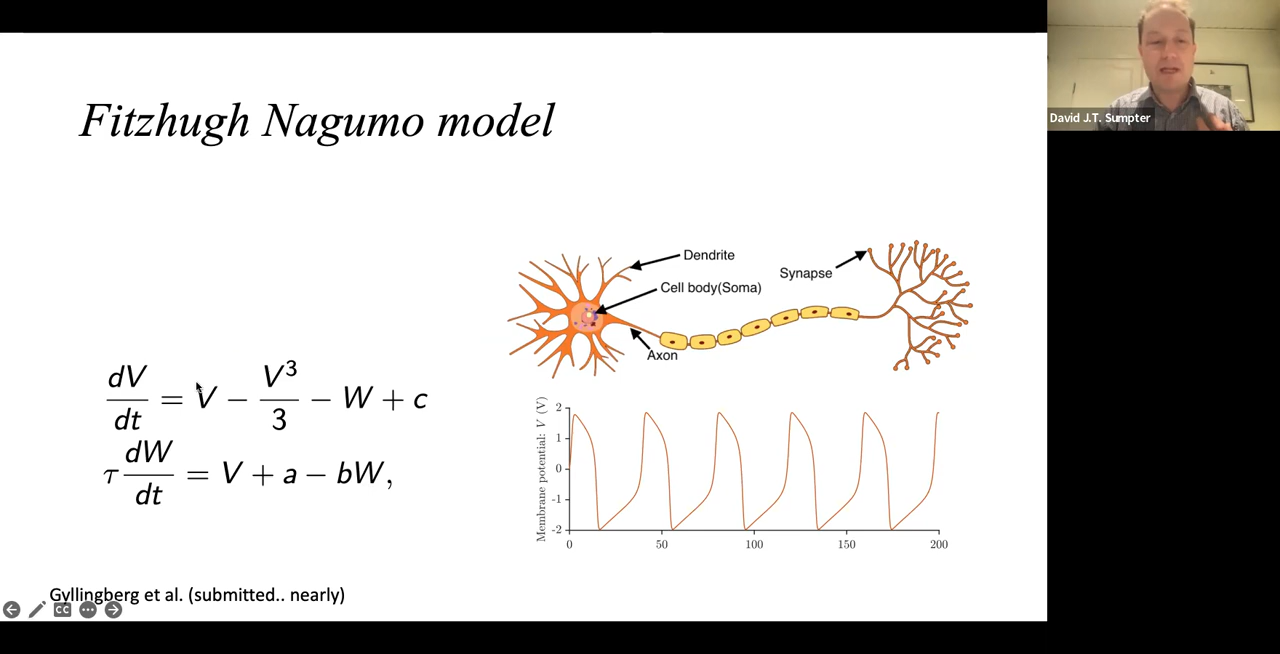 Fitzhugh Nagumo model
David J.T. Sumpter
Dendrite
Synapse
Cell body(Soma)
Axon
dV/dt = V − V³/3 − W + c
τ dW/dt = V + a − bW,
Membrane potential: V (V)
2
1
0
-1
-2
0 50 100 150 200
Gyllingberg et al. (submitted.. nearly)
CC